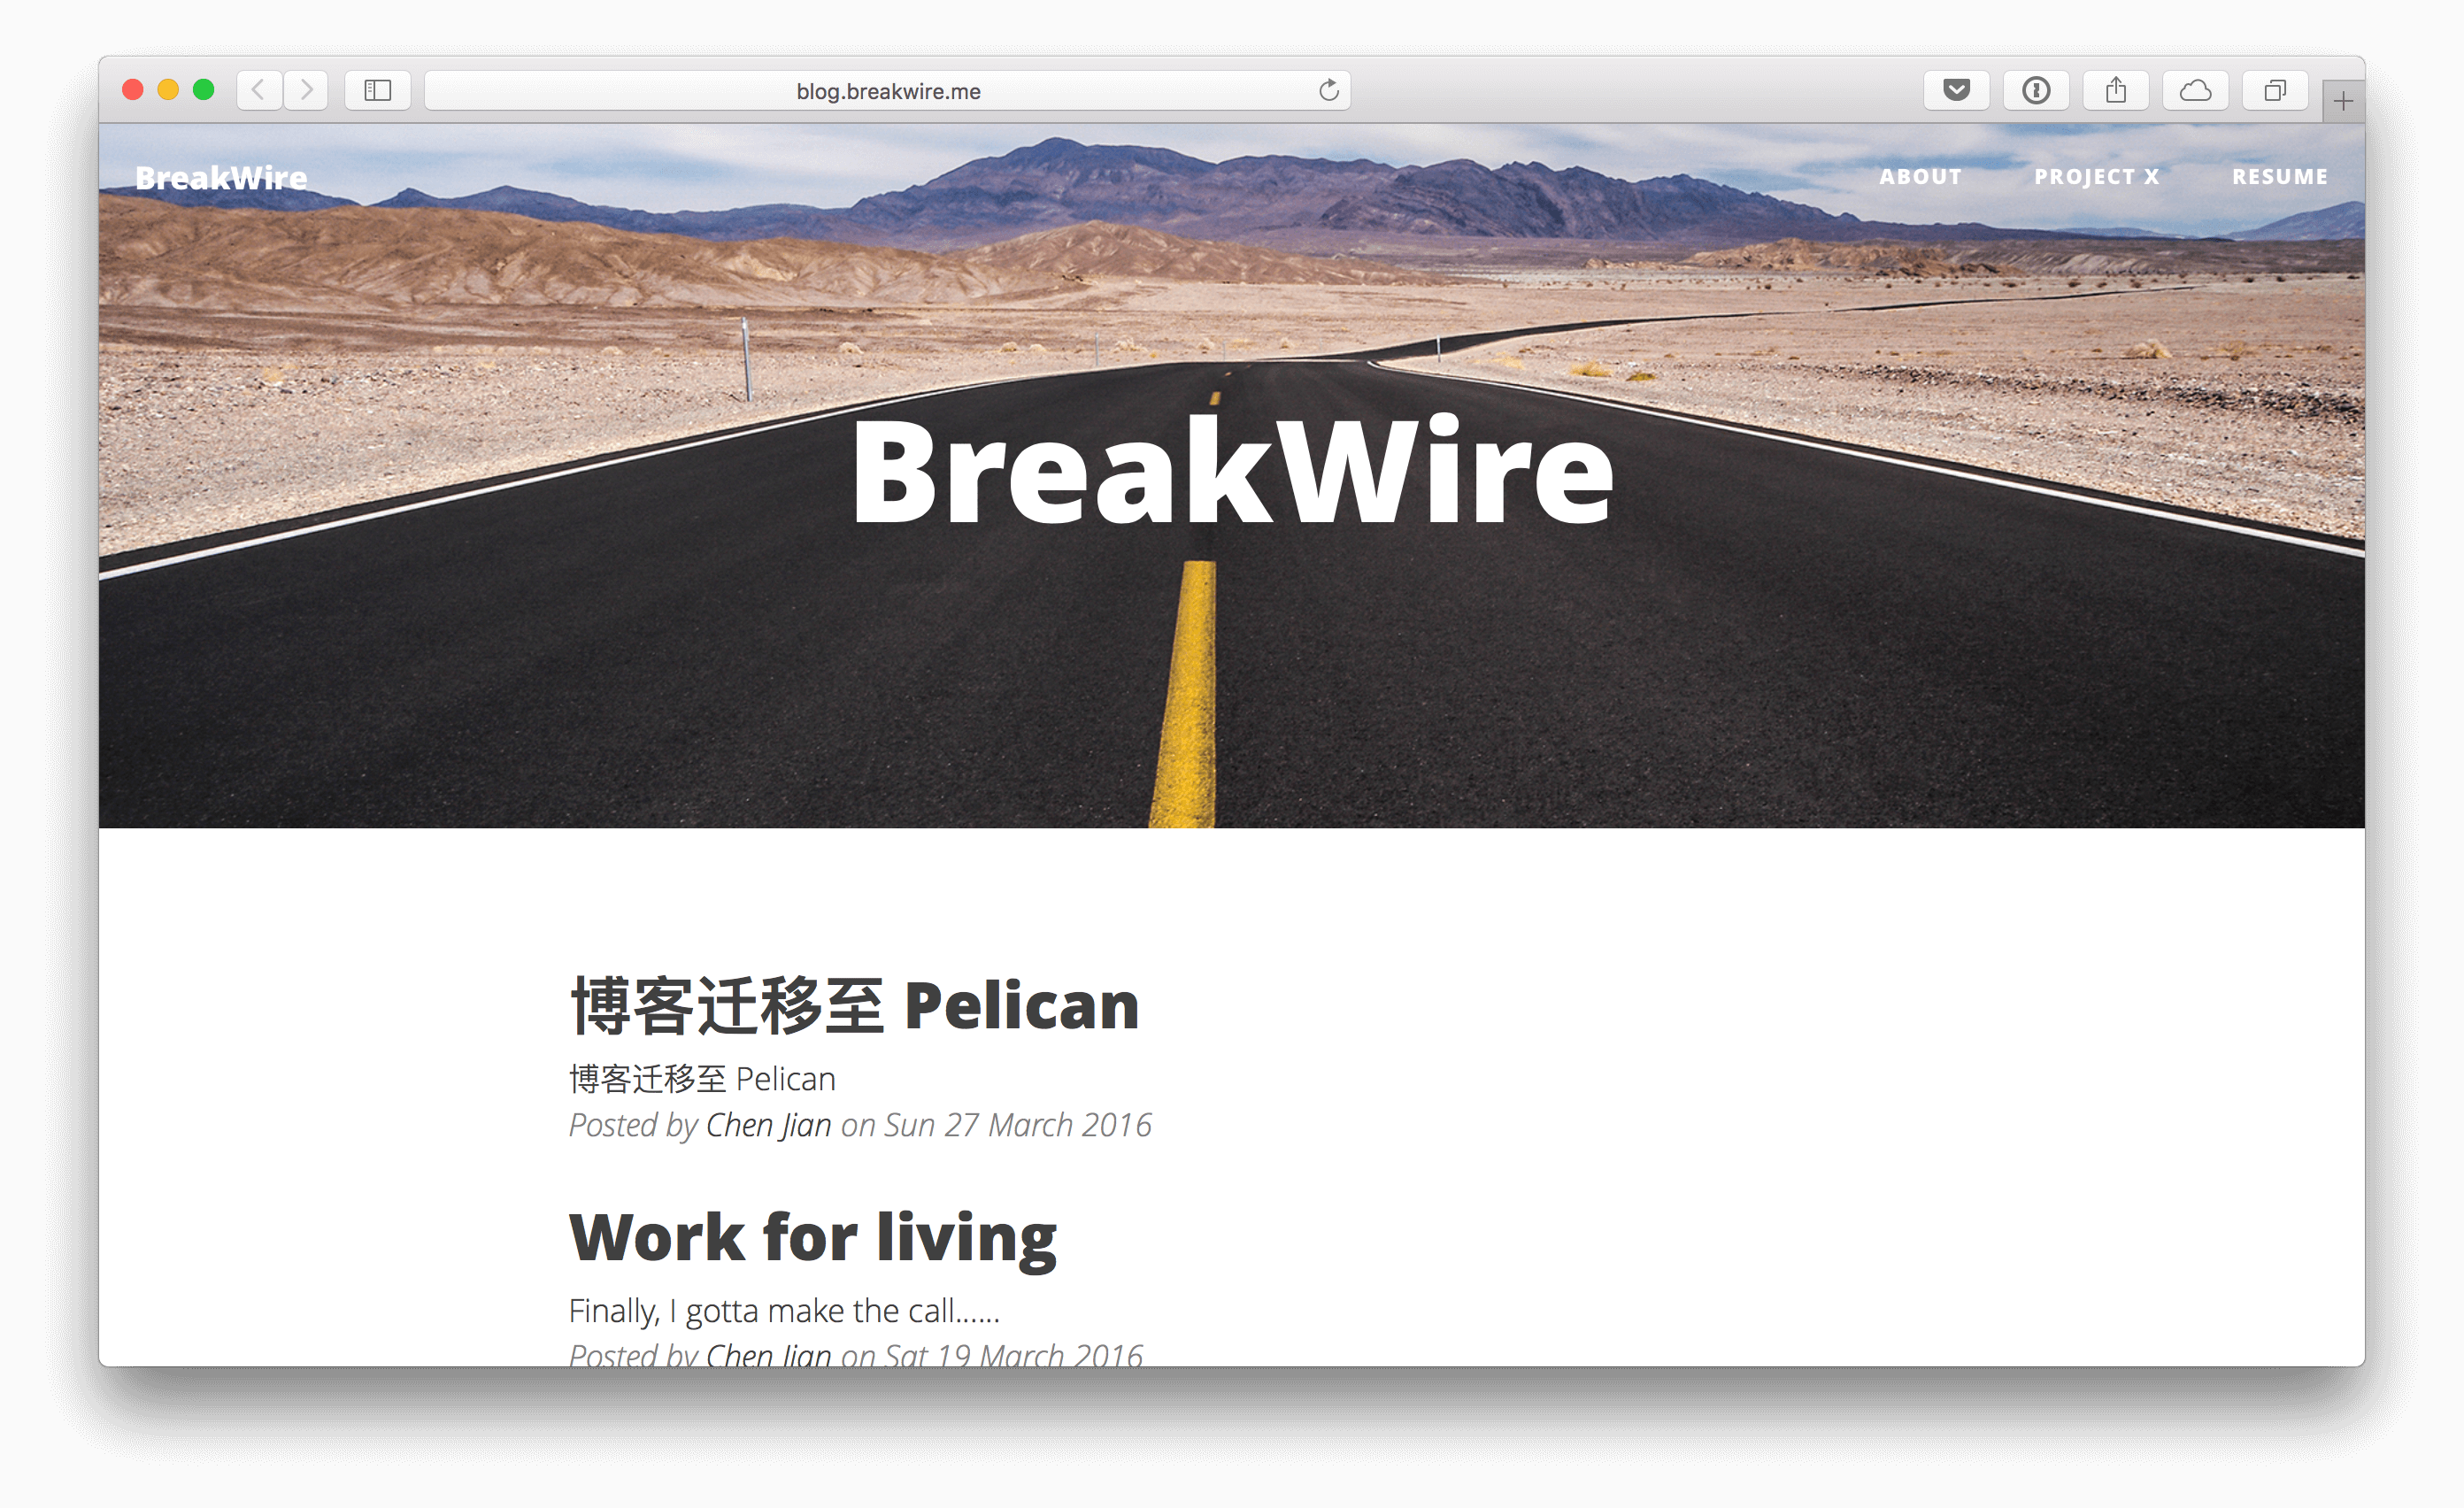 blog.breakwire.me
BreakWire
ABOUT PROJECT X RESUME
BreakWire
博客迁移至 Pelican
博客迁移至 Pelican
Posted by Chen Jian on Sun 27 March 2016
Work for living
Finally, I gotta make the call......
Posted by Chen Jian on Sat 19 March 2016